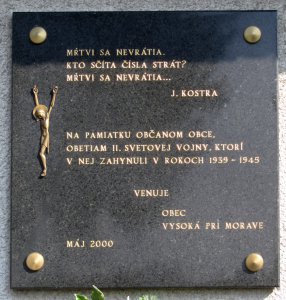 MŔTVI SA NEVRÁTIA.
KTO SČÍTA ČÍSLA STRÁT?
MŔTVI SA NEVRÁTIA...
J. KOSTRA
NA PAMIATKU OBČANOM OBCE,
OBETIAM II. SVETOVEJ VOJNY, KTORÍ
V NEJ ZAHYNULI V ROKOCH 1939 - 1945
VENUJE
OBEC
VYSOKÁ PRI MORAVE
MÁJ 2000